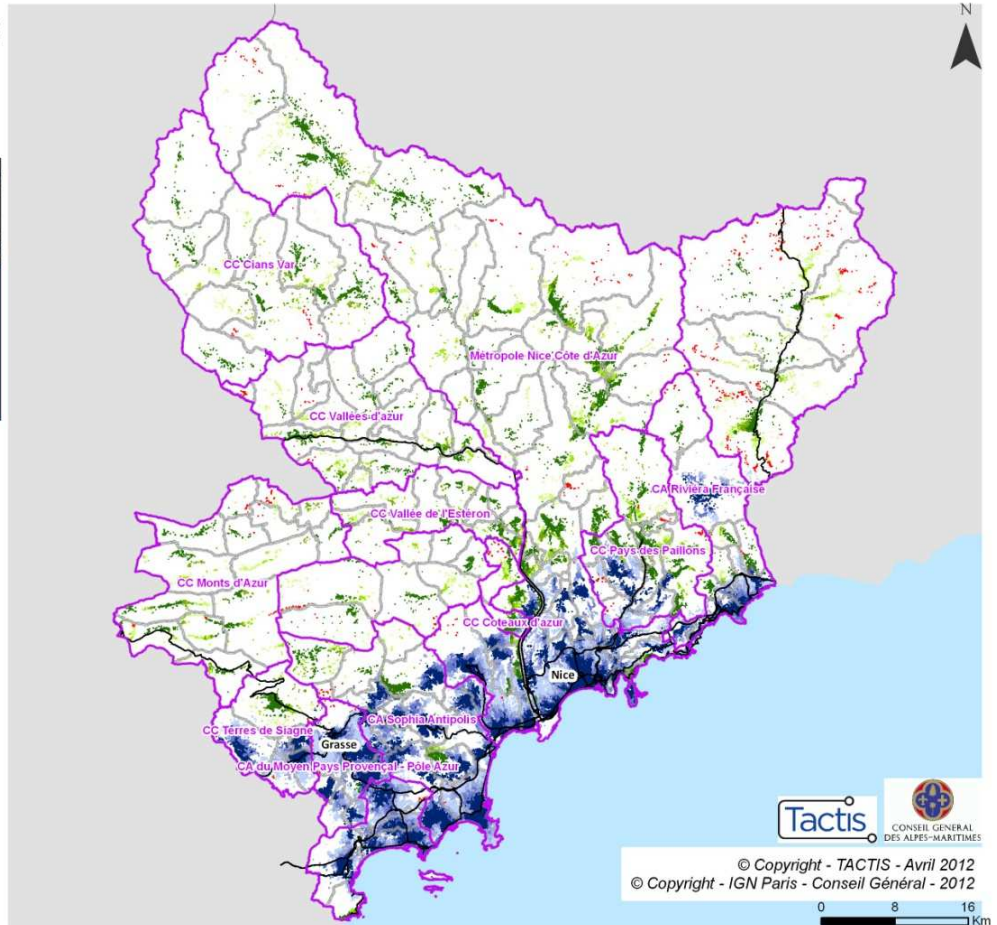 N
CC Cians Var
Métropole Nice Côte d'Azur
CC Vallées d'azur
CA Riviera Française
CC Vallée de l'Estéron
CC Pays des Paillons
CC Monts d'Azur
CC Coteaux d'azur
Nice
CA Sophia Antipolis
CC Terres de Siagne
Grasse
CA du Moyen Pays Provençal - Pôle Azur
Tactis
CONSEIL GENERAL
DES ALPES-MARITIMES
© Copyright - TACTIS - Avril 2012
© Copyright - IGN Paris - Conseil Général - 2012
0 8 16
Km